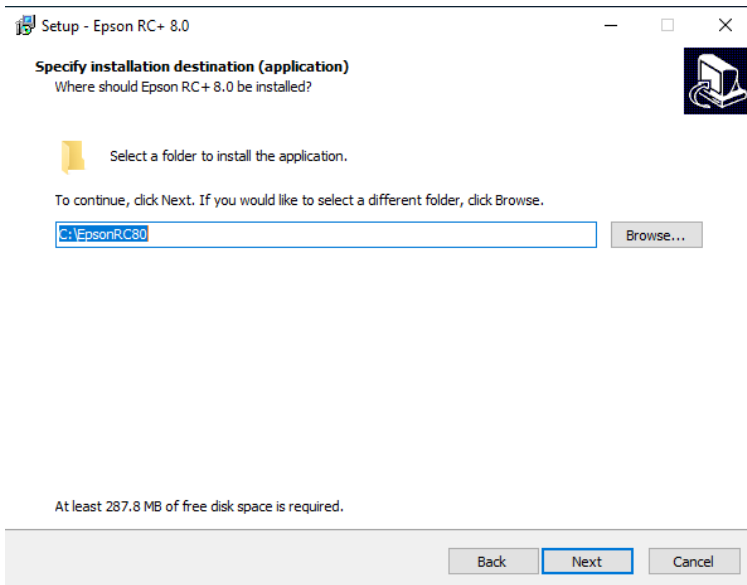 Setup - Epson RC+ 8.0
Specify installation destination (application)
Where should Epson RC+ 8.0 be installed?
Select a folder to install the application.
To continue, click Next. If you would like to select a different folder, click Browse.
C:\EpsonRC80
Browse...
At least 287.8 MB of free disk space is required.
Back
Next
Cancel